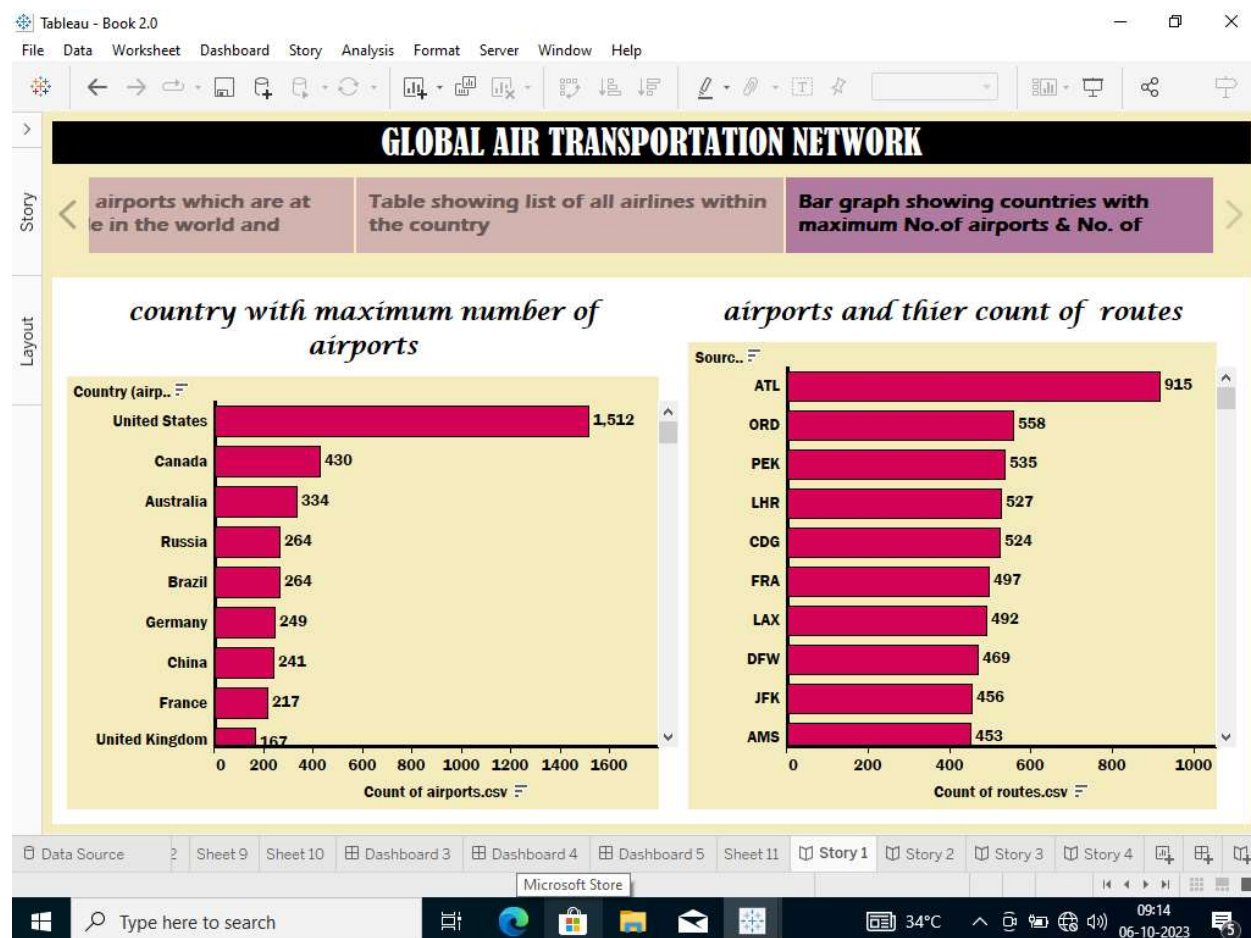 Tableau - Book 2.0
File Data Worksheet Dashboard Story Analysis Format Server Window Help
GLOBAL AIR TRANSPORTATION NETWORK
Story
Layout
airports which are at
e in the world and
Table showing list of all airlines within
the country
Bar graph showing countries with
maximum No.of airports & No. of
country with maximum number of
airports
Country (airp..
United States 1,512
Canada 430
Australia 334
Russia 264
Brazil 264
Germany 249
China 241
France 217
United Kingdom 167
0 200 400 600 800 1000 1200 1400 1600
Count of airports.csv
airports and thier count of routes
Sourc..
ATL 915
ORD 558
PEK 535
LHR 527
CDG 524
FRA 497
LAX 492
DFW 469
JFK 456
AMS 453
0 200 400 600 800 1000
Count of routes.csv
Data Source 2 Sheet 9 Sheet 10 Dashboard 3 Dashboard 4 Dashboard 5 Sheet 11 Story 1 Story 2 Story 3 Story 4
Microsoft Store
Type here to search
34°C
09:14
06-10-2023
5